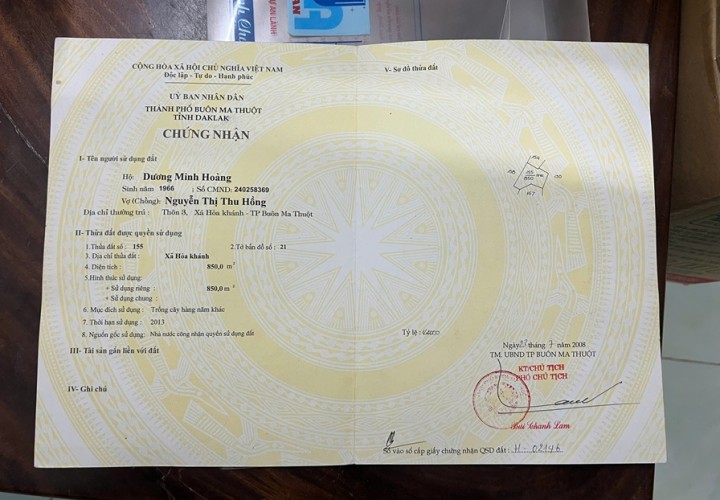 CỘNG HÒA XÃ HỘI CHỦ NGHĨA VIỆT NAM
Độc lập - Tự do - Hạnh phúc
UỶ BAN NHÂN DÂN
THÀNH PHỐ BUÔN MA THUỘT
TỈNH DAKLAK
CHỨNG NHẬN
I- Tên người sử dụng đất
Hộ: Dương Minh Hoáng
Sinh năm 1966 ; Số CMND: 240258369
Vợ (Chồng): Nguyễn Thị Thu Hồng
Địa chỉ thường trú : Thôn 3, Xã Hòa khánh - TP Buôn Ma Thuột
II- Thửa đất được quyền sử dụng
1.Thửa đất số : 155 2.Tờ bản đồ số : 21
3. Địa chỉ thửa đất : Xã Hòa khánh
4. Diện tích : 850,0 m²
5.Hình thức sử dụng:
+ Sử dụng riêng : 850,0 m²
+ Sử dụng chung :
6. Mục đích sử dụng : Trồng cây hàng năm khác
7. Thời hạn sử dụng : 2013
8. Nguồn gốc sử dụng: Nhà nước công nhận quyền sử dụng đất
III- Tài sản gắn liền với đất
IV- Ghi chú
V- Sơ đồ thửa đất
Tỷ lệ :
Ngày 21 tháng 7 năm 2008
TM. UBND TP BUÔN MA THUỘT
KT/CHỦ TỊCH
PHÓ CHỦ TỊCH
Bùi Thanh Lam
Số vào sổ cấp giấy chứng nhận QSD đất : H - 02146